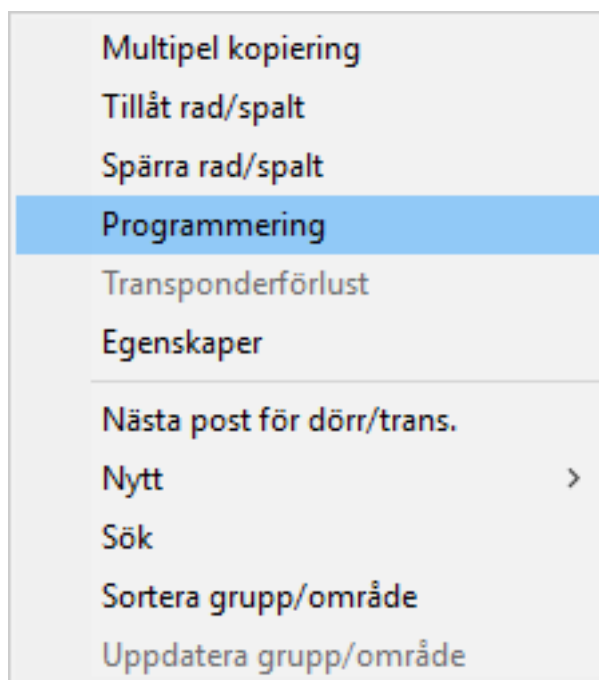 Multipel kopiering
Tillåt rad/spalt
Spärra rad/spalt
Programmering
Transponderförlust
Egenskaper
Nästa post för dörr/trans.
Nytt
Sök
Sortera grupp/område
Uppdatera grupp/område